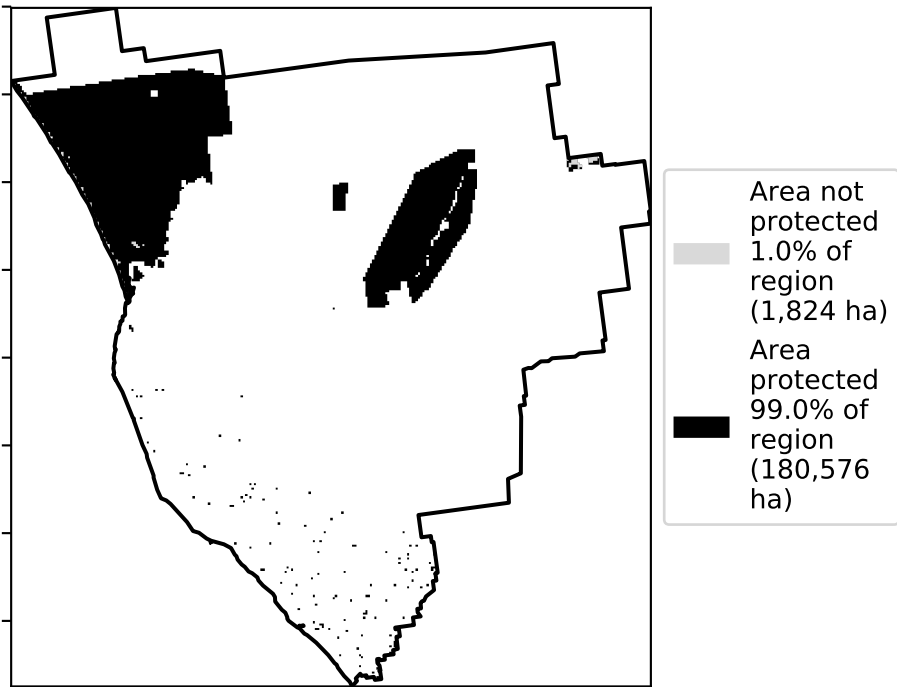 Area not
protected
1.0% of
region
(1,824 ha)
Area
protected
99.0% of
region
(180,576
ha)